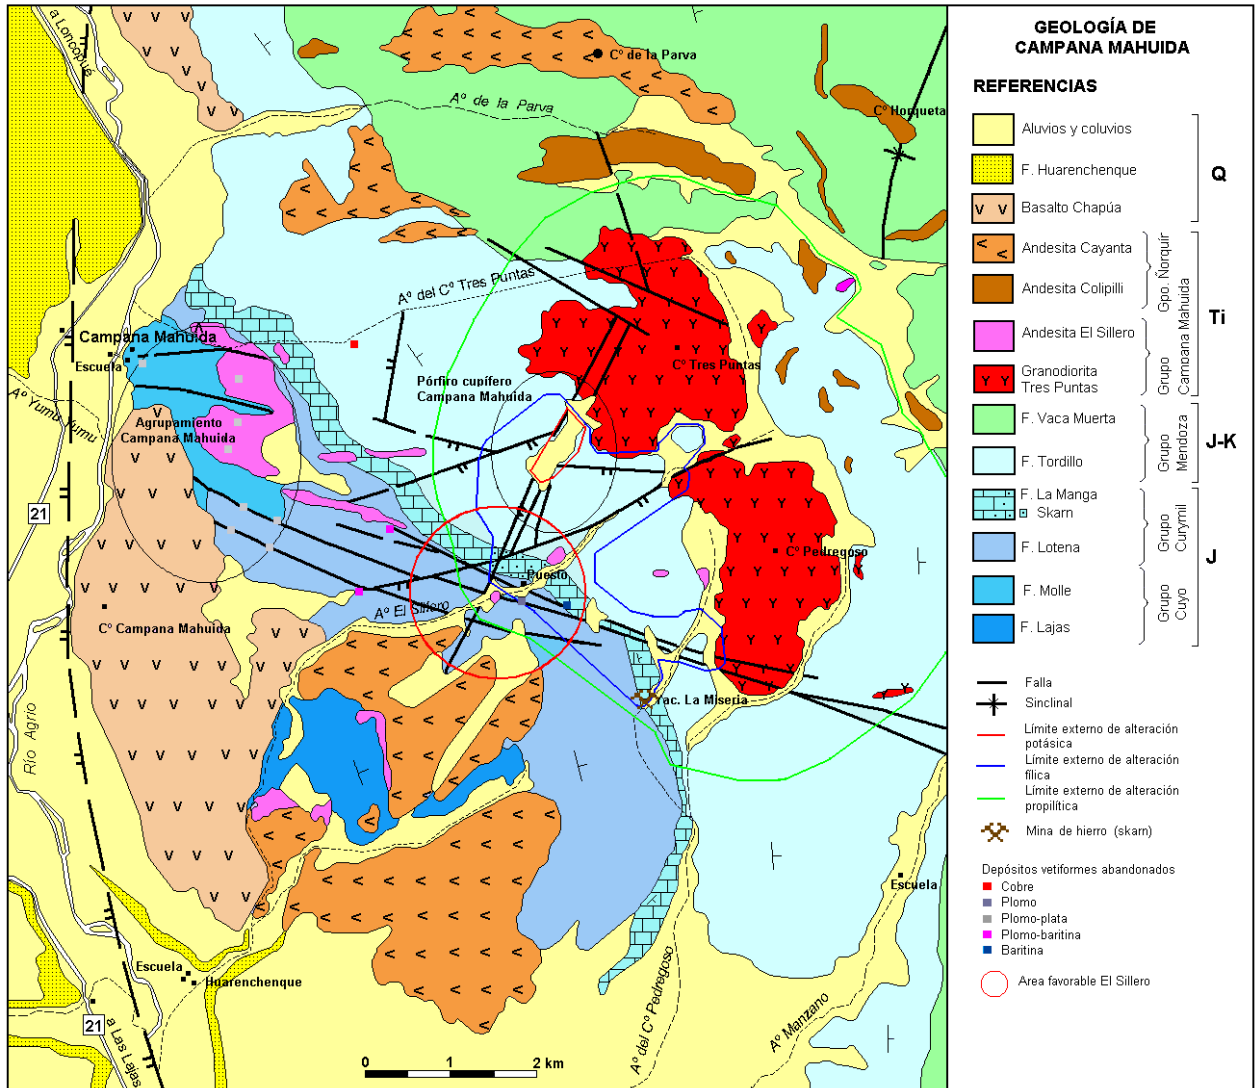 a Loncopué
Cº de la Parva
Aº de la Parva
Cº Horqueta
Aº del Cº Tres Puntas
Campana Mahuida
Escuela
Aº Yumu Yumu
Cº Tres Puntas
Pórfiro cupífero
Campana Mahuida
Agrupamiento
Campana Mahuida
21
Cº Pedregoso
Puesto
Aº El Sillero
Cº Campana Mahuida
Yac. La Miseria
Río Agrio
Escuela
Escuela
Huarenchenque
21
a Las Lajas
Aº del Cº Pedregoso
Aº Manzano
0 1 2 km
GEOLOGÍA DE
CAMPANA MAHUIDA
REFERENCIAS
Aluvios y coluvios
F. Huarenchenque
Basalto Chapúa
Q
Andesita Cayanta
Andesita Colipilli
Gpo. Ñorquír
Andesita El Sillero
Granodiorita
Tres Puntas
Grupo
Camoana Mahuida
Ti
F. Vaca Muerta
F. Tordillo
Grupo
Mendoza
J-K
F. La Manga
Skarn
F. Lotena
Grupo
Curymil
F. Molle
F. Lajas
Grupo
Cuyo
J
Falla
Sinclinal
Límite externo de alteración
potásica
Límite externo de alteración
fílica
Límite externo de alteración
propilítica
Mina de hierro (skarn)
Depósitos vetiformes abandonados
Cobre
Plomo
Plomo-plata
Plomo-baritina
Baritina
Area favorable El Sillero